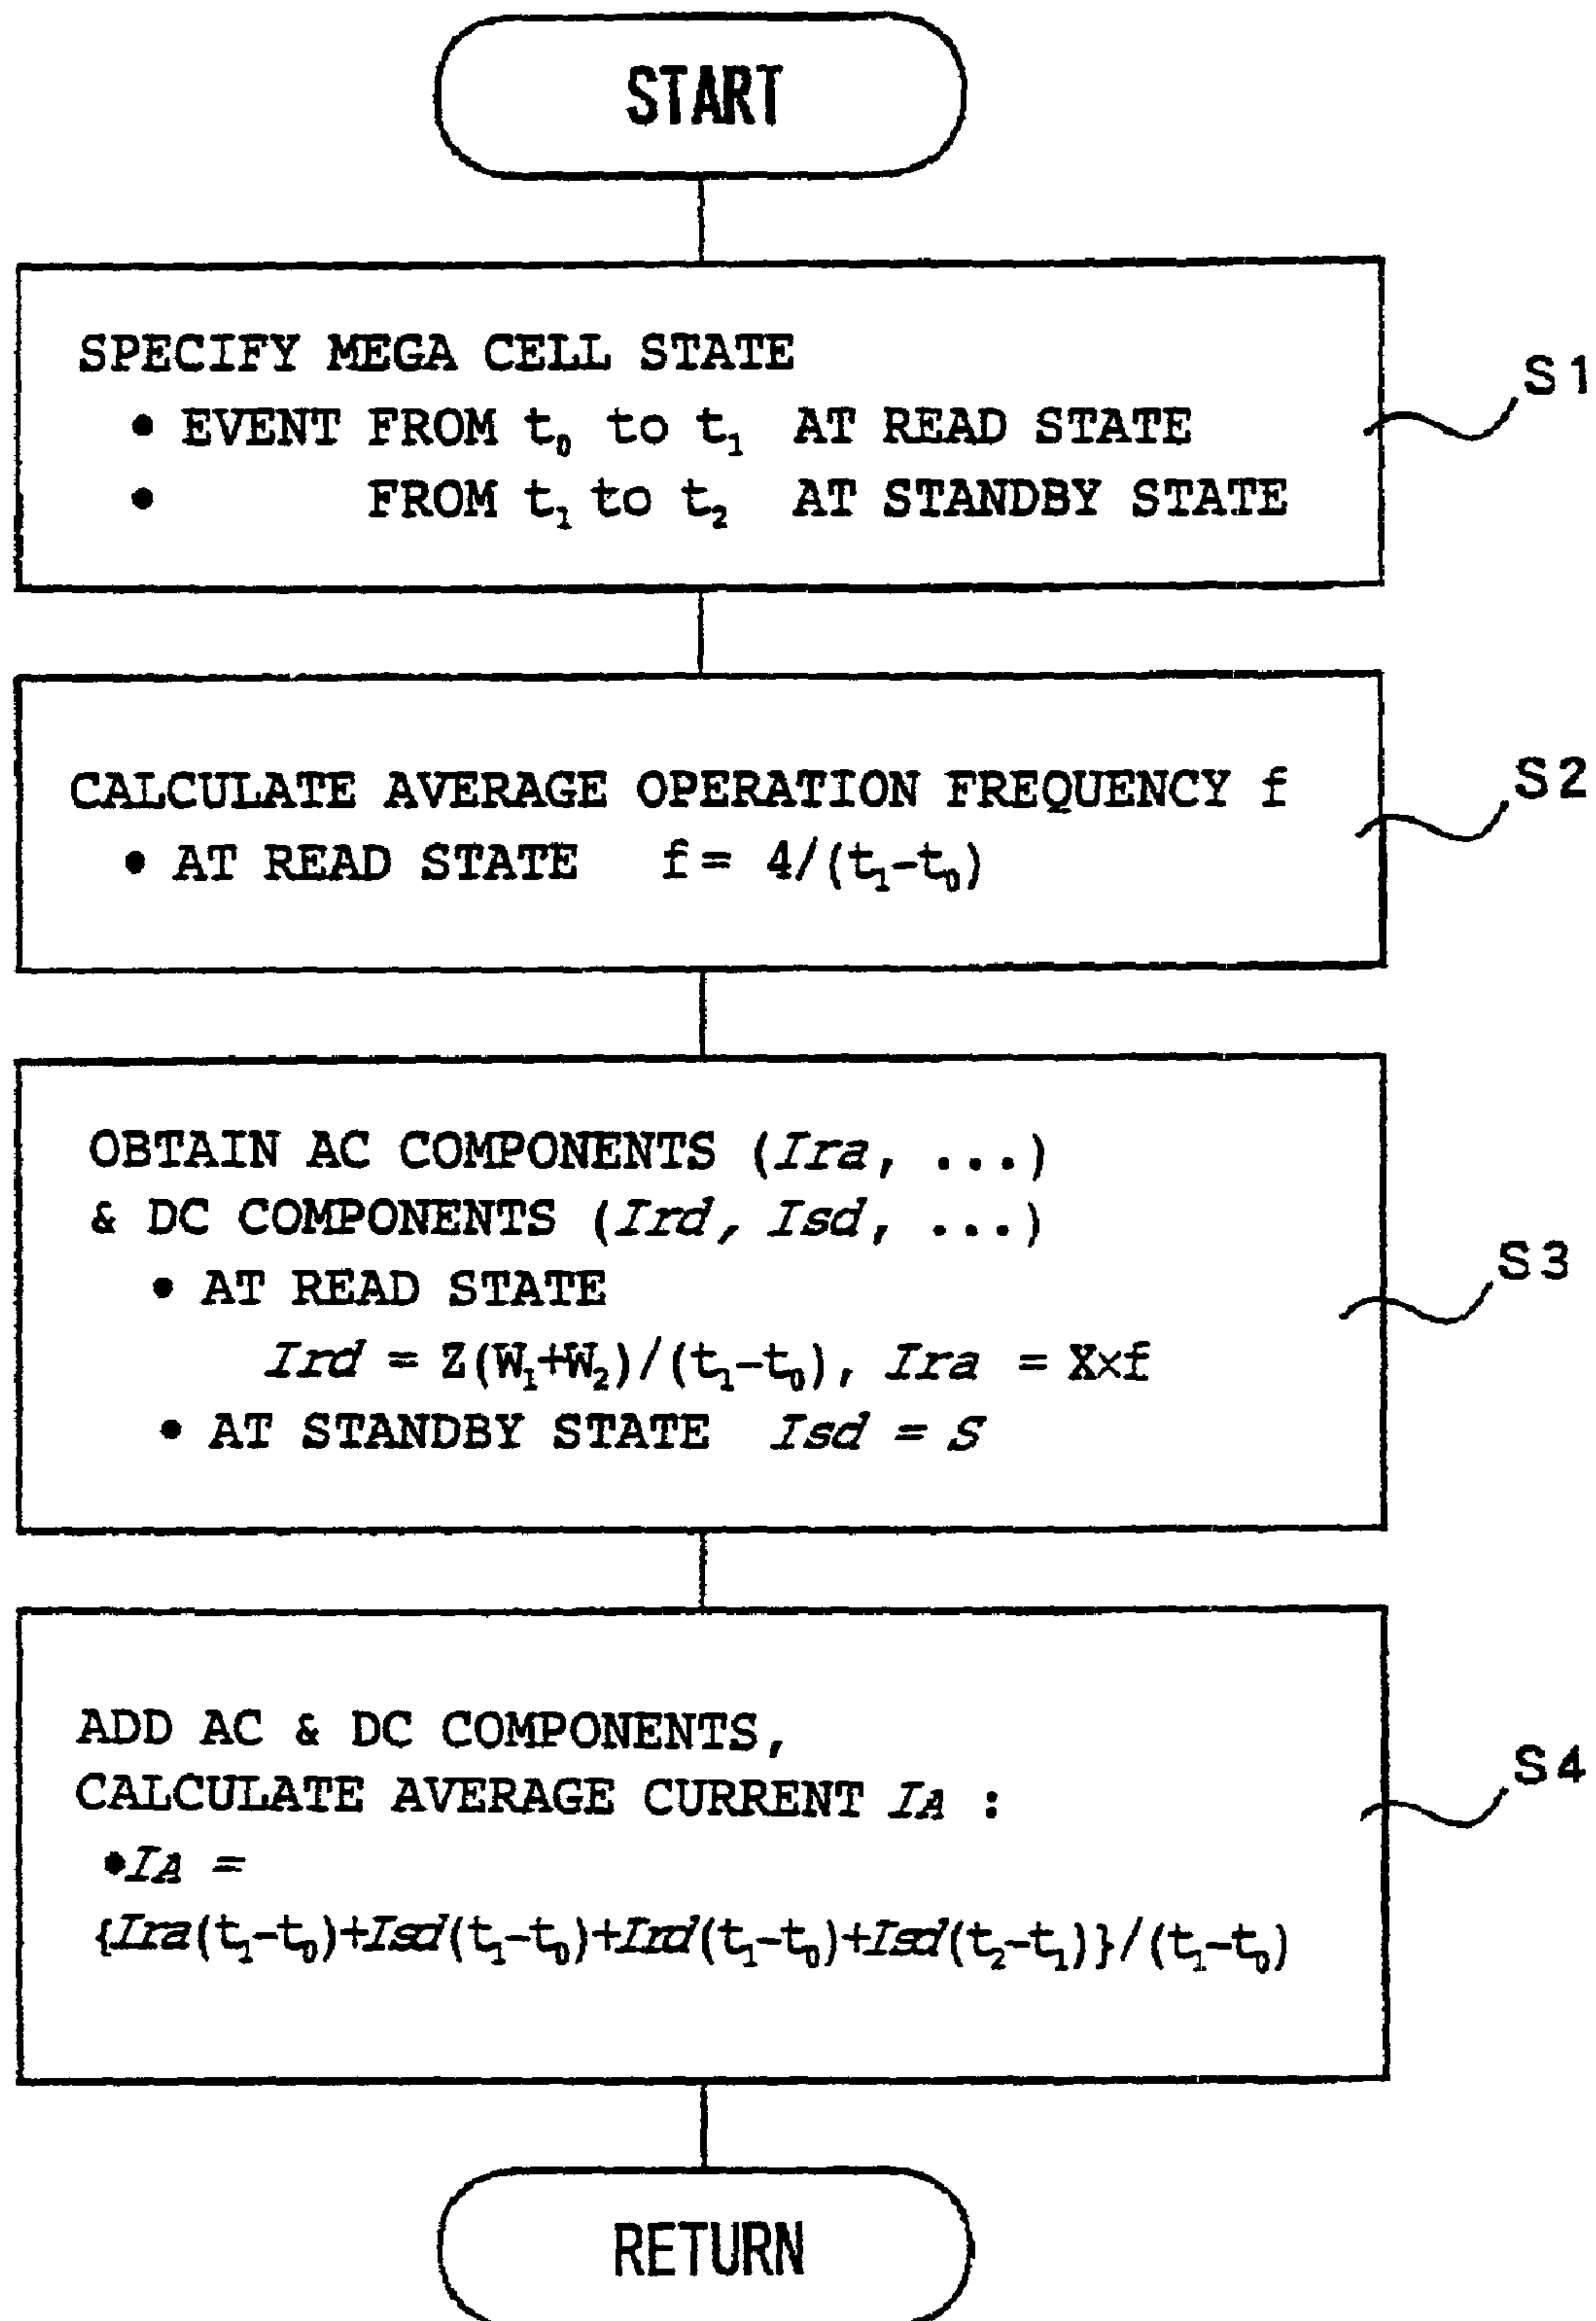 START
SPECIFY MEGA CELL STATE
• EVENT FROM t₀ to t₁ AT READ STATE
• FROM t₁ to t₂ AT STANDBY STATE
S1
CALCULATE AVERAGE OPERATION FREQUENCY f
• AT READ STATE f = 4/(t₁-t₀)
S2
OBTAIN AC COMPONENTS (Ira, ...)
& DC COMPONENTS (Ird, Isd, ...)
• AT READ STATE
Ird = Z(W₁+W₂)/(t₁-t₀), Ira = X×f
• AT STANDBY STATE Isd = S
S3
ADD AC & DC COMPONENTS,
CALCULATE AVERAGE CURRENT IA :
•IA =
{Ira(t₁-t₀)+Isd(t₁-t₀)+Ird(t₁-t₀)+Isd(t₂-t₁)}/(t₁-t₀)
S4
RETURN